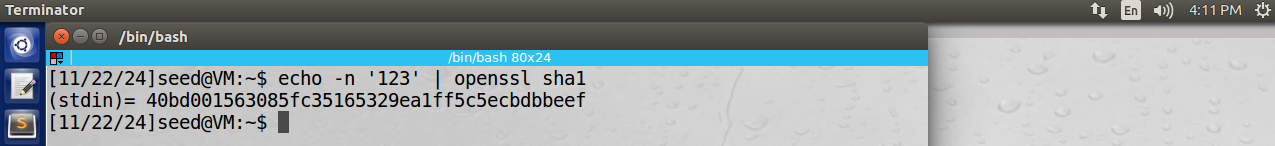 Terminator
En
4:11 PM
/bin/bash
/bin/bash 80x24
[11/22/24]seed@VM:~$ echo -n '123' | openssl sha1
(stdin)= 40bd001563085fc35165329ea1ff5c5ecbdbbeef
[11/22/24]seed@VM:~$
S